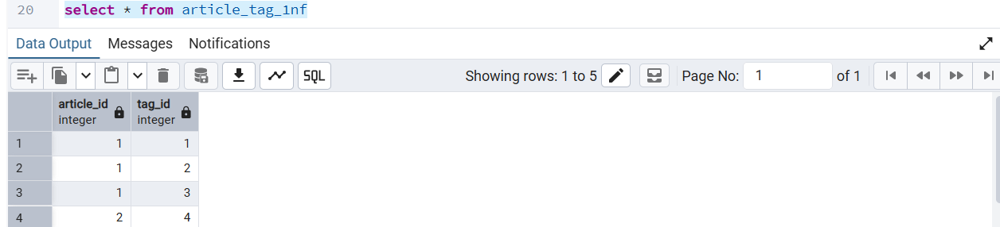 20 select * from article_tag_1nf
Data Output Messages Notifications
SQL Showing rows: 1 to 5 Page No: 1 of 1
article_id tag_id
integer integer
1 1 1
2 1 2
3 1 3
4 2 4